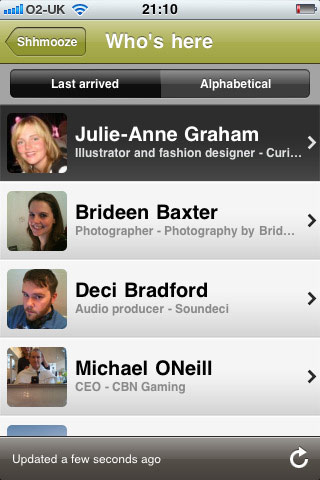 O2-UK 21:10
Shhmooze Who's here
Last arrived Alphabetical
Julie-Anne Graham
Illustrator and fashion designer - Curi...
Brideen Baxter
Photographer - Photography by Brid...
Deci Bradford
Audio producer - Soundeci
Michael ONeill
CEO - CBN Gaming
Updated a few seconds ago